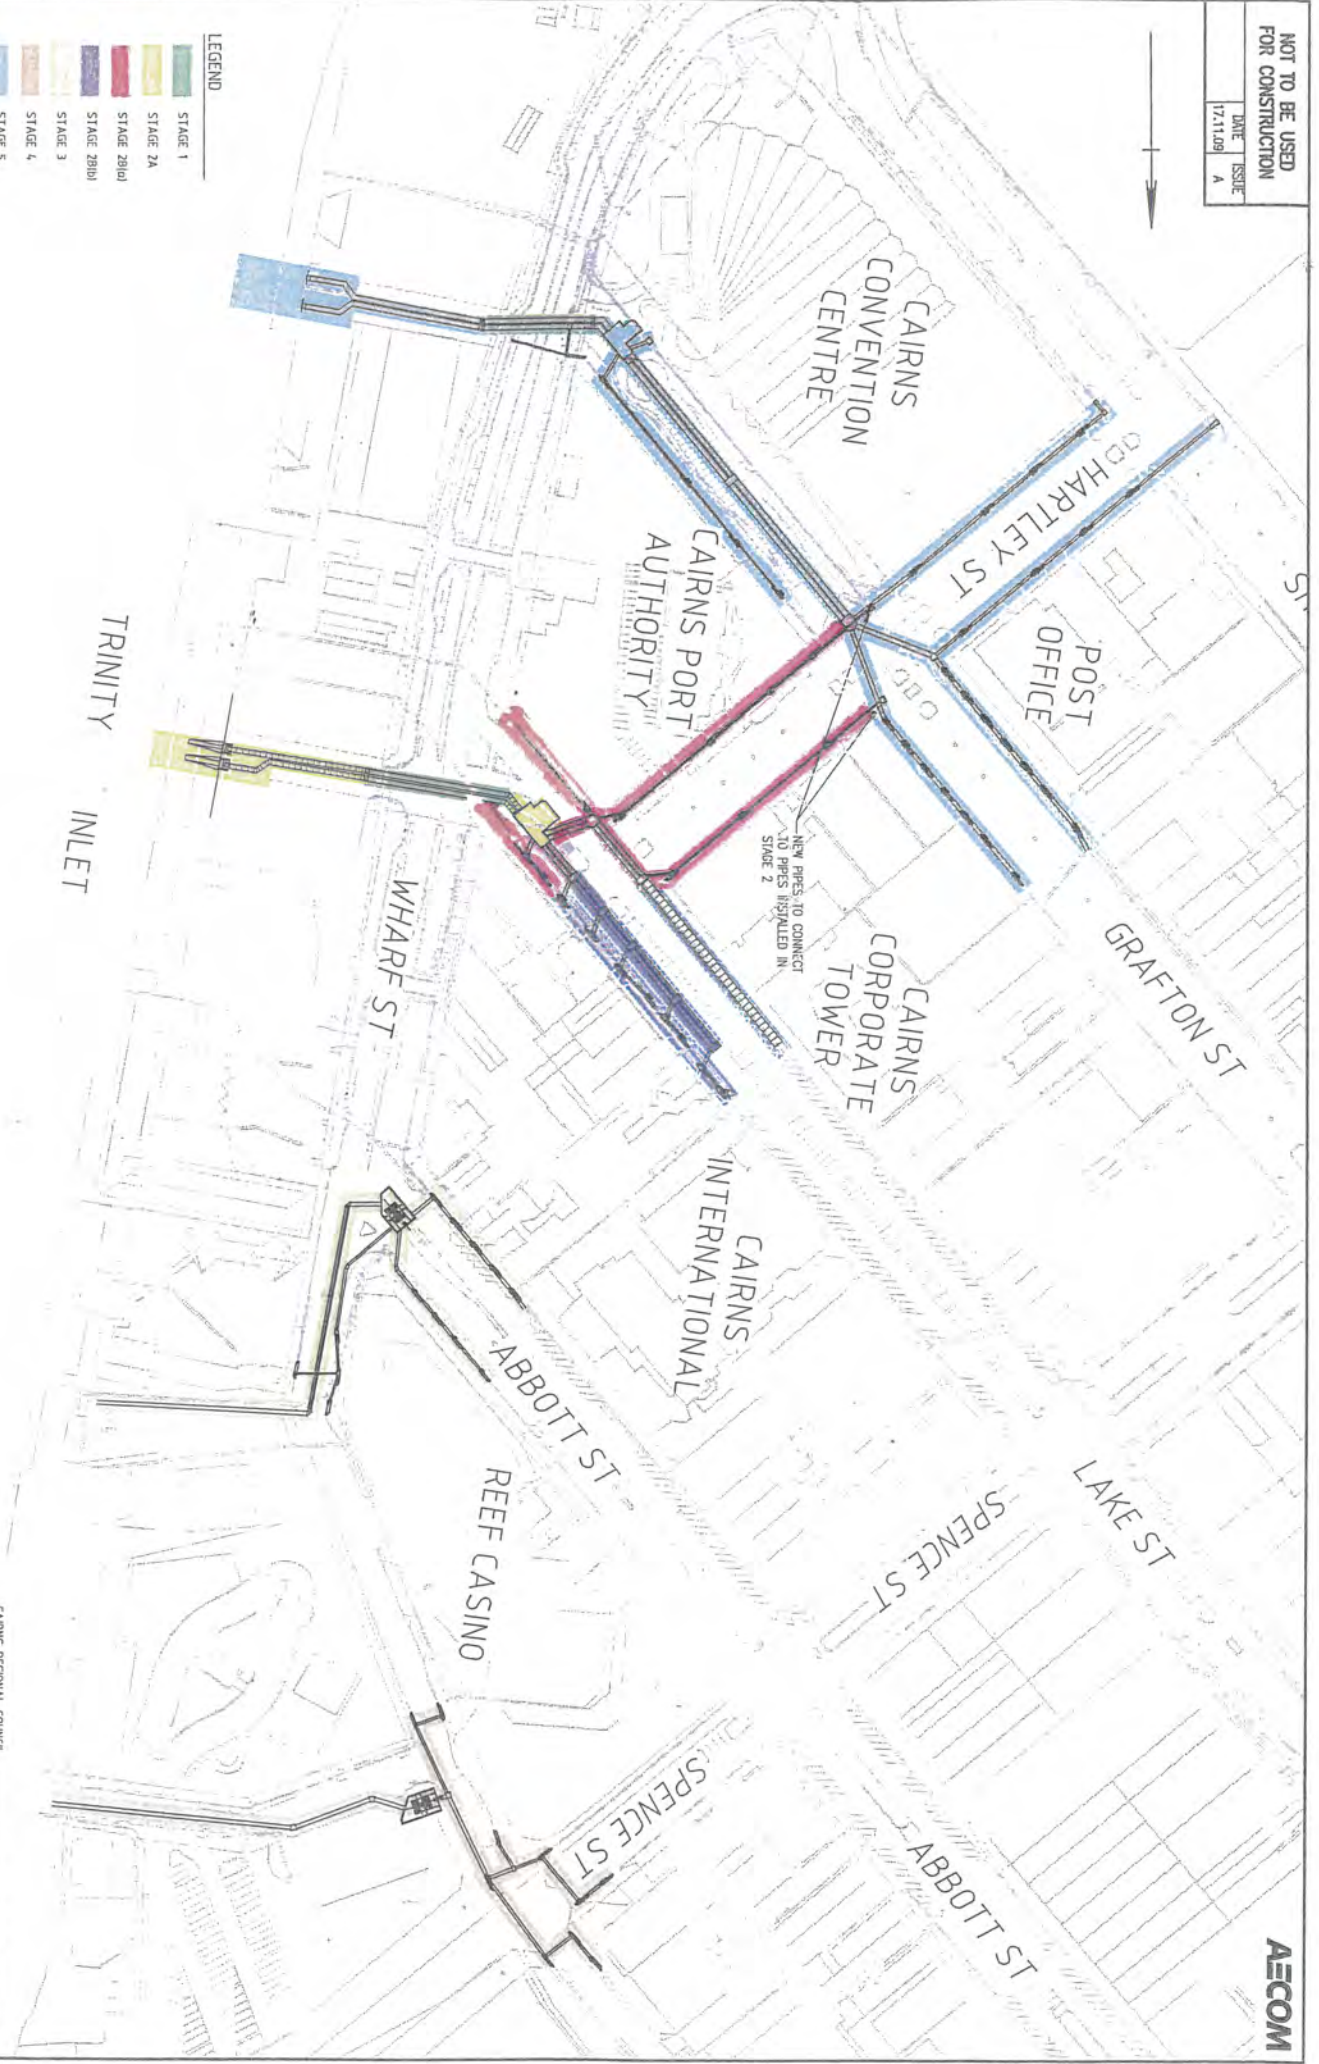 NOT TO BE USED
FOR CONSTRUCTION
DATE
ISSUE
17.11.09
A
AECOM
CAIRNS
CONVENTION
CENTRE
HARTLEY ST
POST
OFFICE
CAIRNS PORT
AUTHORITY
NEW PIPES TO CONNECT
TO PIPES INSTALLED IN
STAGE 2
GRAFTON ST
CAIRNS
CORPORATE
TOWER
WHARF ST
TRINITY
INLET
CAIRNS
INTERNATIONAL
ABBOTT ST
LAKE ST
SPENCE ST
REEF CASINO
SPENCE ST
ABBOTT ST
LEGEND
STAGE 1
STAGE 2A
STAGE 2B(a)
STAGE 2B(b)
STAGE 3
STAGE 4
STAGE 5